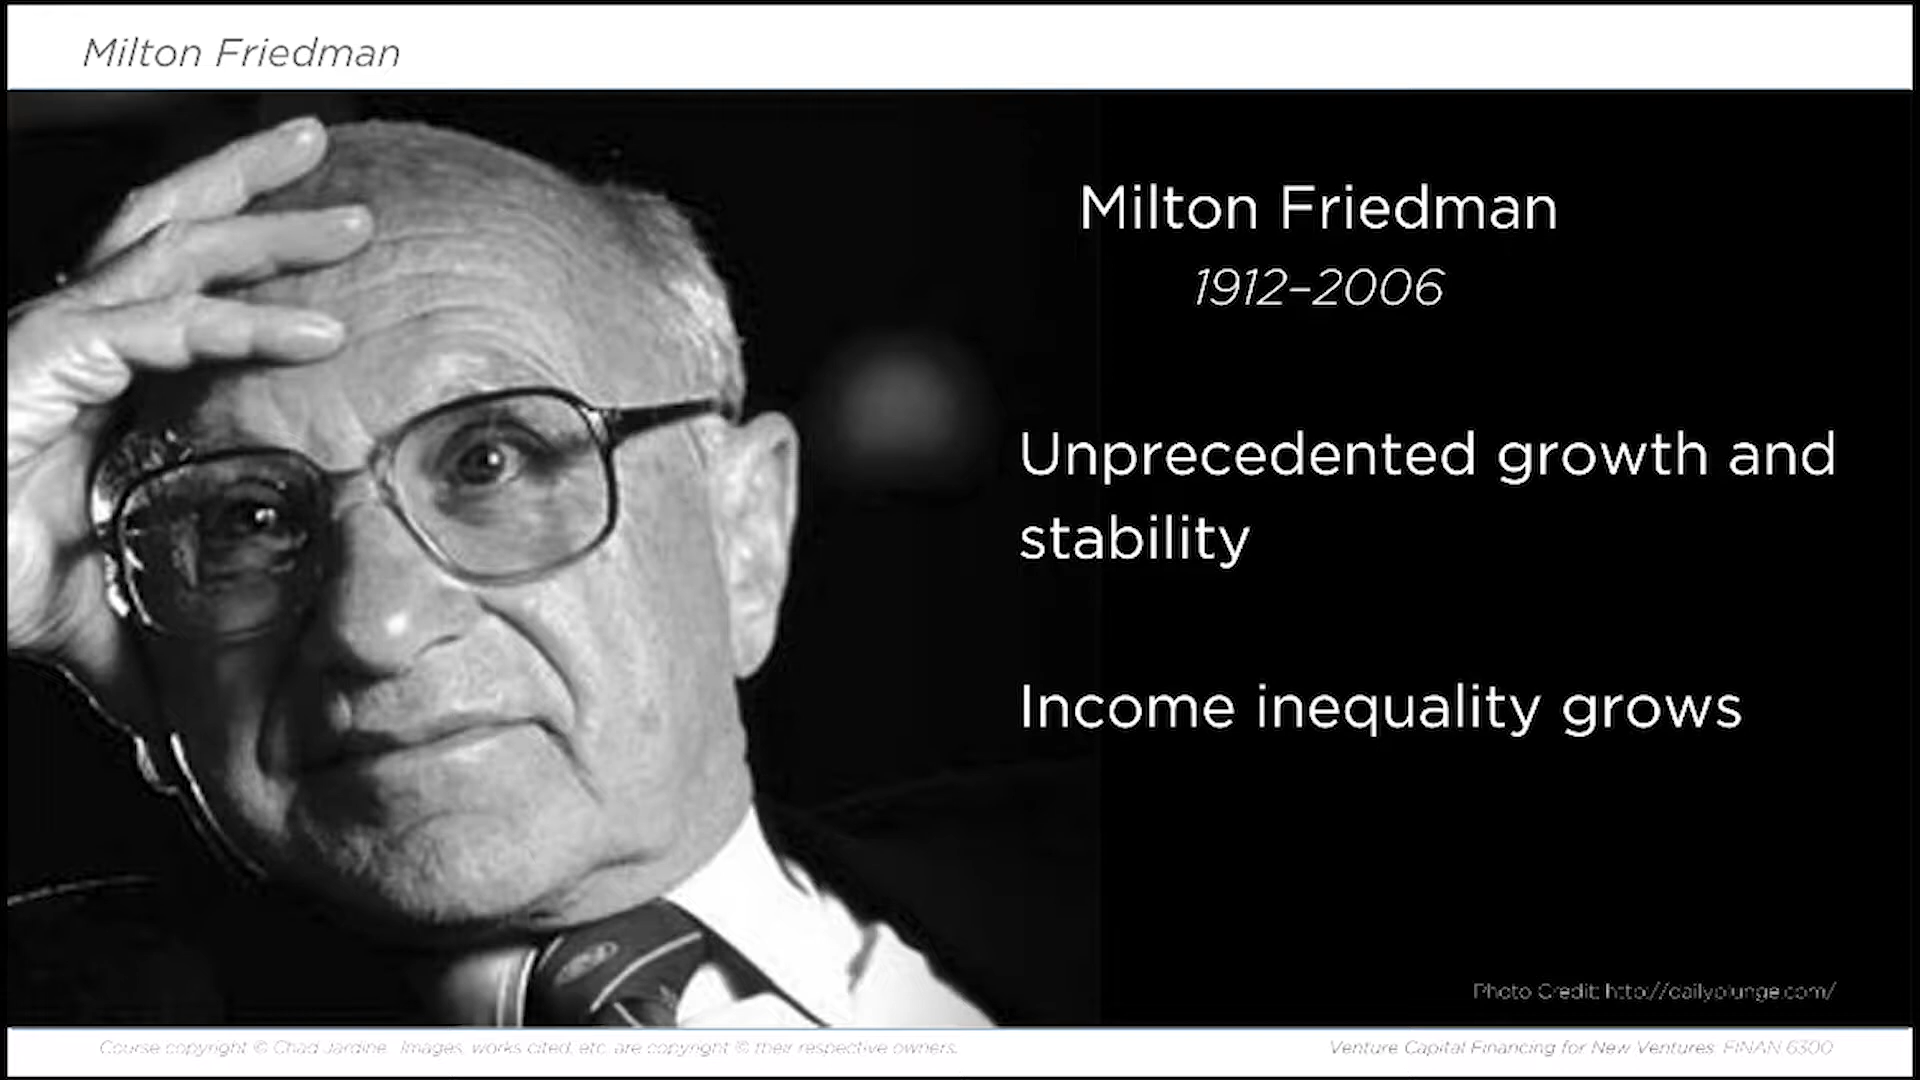 Milton Friedman
Milton Friedman
1912–2006
Unprecedented growth and
stability
Income inequality grows
Photo Credit: http://dailyplunge.com/
Course copyright © Chad Jardine. Images, works cited, etc. are copyright © their respective owners.
Venture Capital Financing for New Ventures FINAN 6300